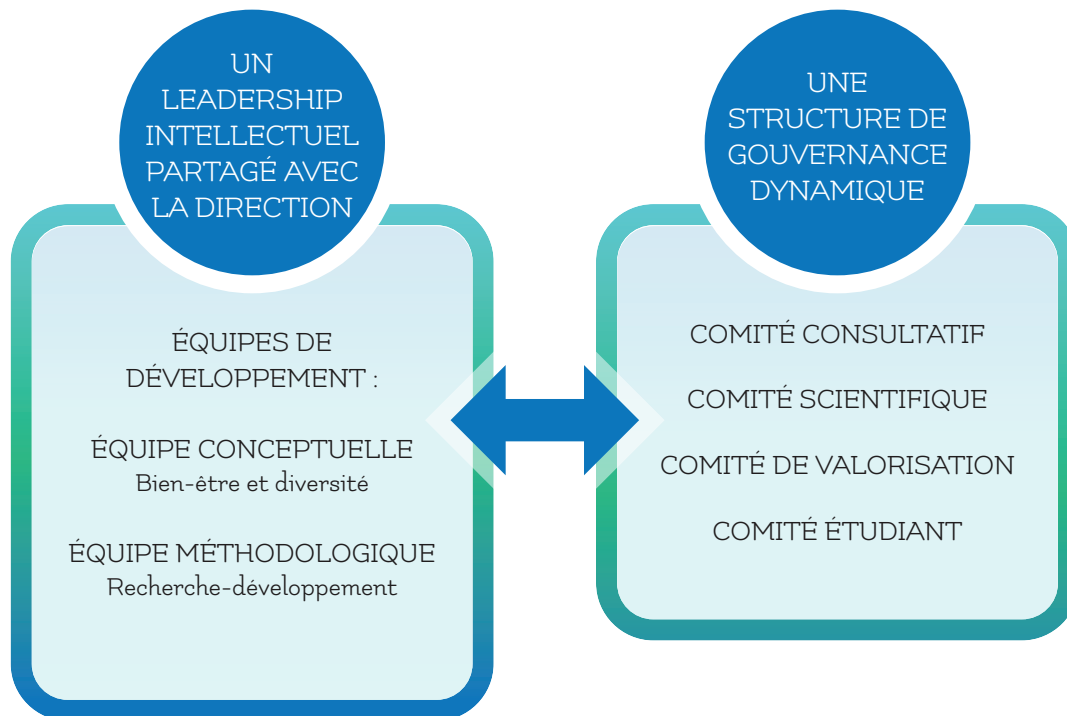 UN
LEADERSHIP
INTELLECTUEL
PARTAGÉ AVEC
LA DIRECTION
ÉQUIPES DE
DÉVELOPPEMENT :
ÉQUIPE CONCEPTUELLE
Bien-être et diversité
ÉQUIPE MÉTHODOLOGIQUE
Recherche-développement
UNE
STRUCTURE DE
GOUVERNANCE
DYNAMIQUE
COMITÉ CONSULTATIF
COMITÉ SCIENTIFIQUE
COMITÉ DE VALORISATION
COMITÉ ÉTUDIANT